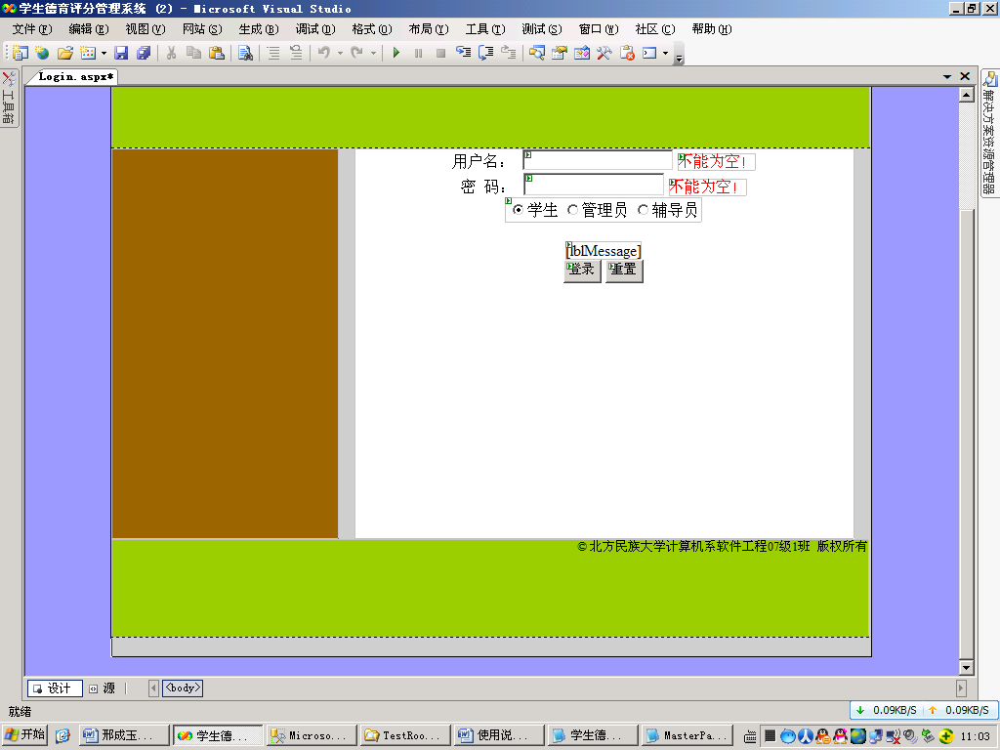 学生德育评分管理系统 (2) - Microsoft Visual Studio
文件(F) 编辑(E) 视图(V) 网站(S) 生成(B) 调试(D) 格式(O) 布局(Y) 工具(T) 测试(S) 窗口(W) 社区(C) 帮助(H)
Login.aspx*
工具箱
解决方案资源管理器
用户名：
不能为空!
密 码：
不能为空!
学生 管理员 辅导员
[lblMessage]
登录 重置
© 北方民族大学计算机系软件工程07级1班 版权所有
设计 源 <body>
就绪
0.09KB/S 0.09KB/S
开始 邢成玉... 学生德... Microso... TestRoo... 使用说... 学生德... MasterPa... 11:03